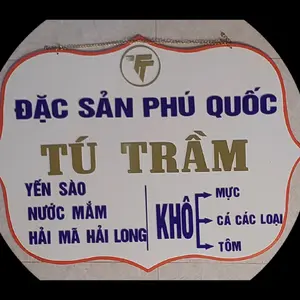 ĐẶC SẢN PHÚ QUỐC
TÚ TRẦM
YẾN SÀO
NƯỚC MẮM
HẢI MÃ HẢI LONG
KHÔ
MỰC
CÁ CÁC LOẠI
TÔM